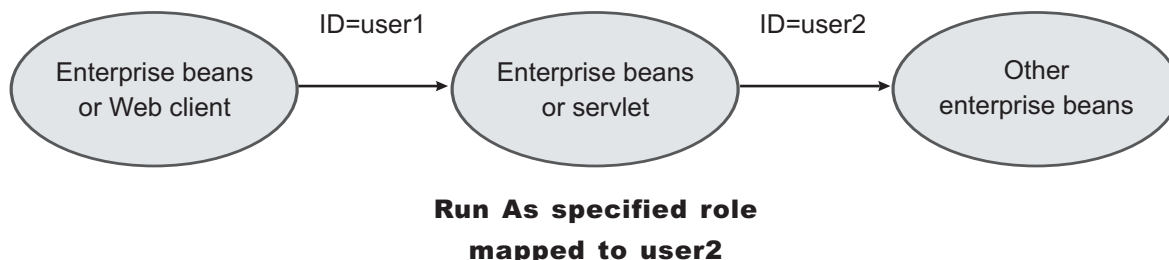 ID=user1
ID=user2
Enterprise beans
or Web client
Enterprise beans
or servlet
Other
enterprise beans
Run As specified role
mapped to user2